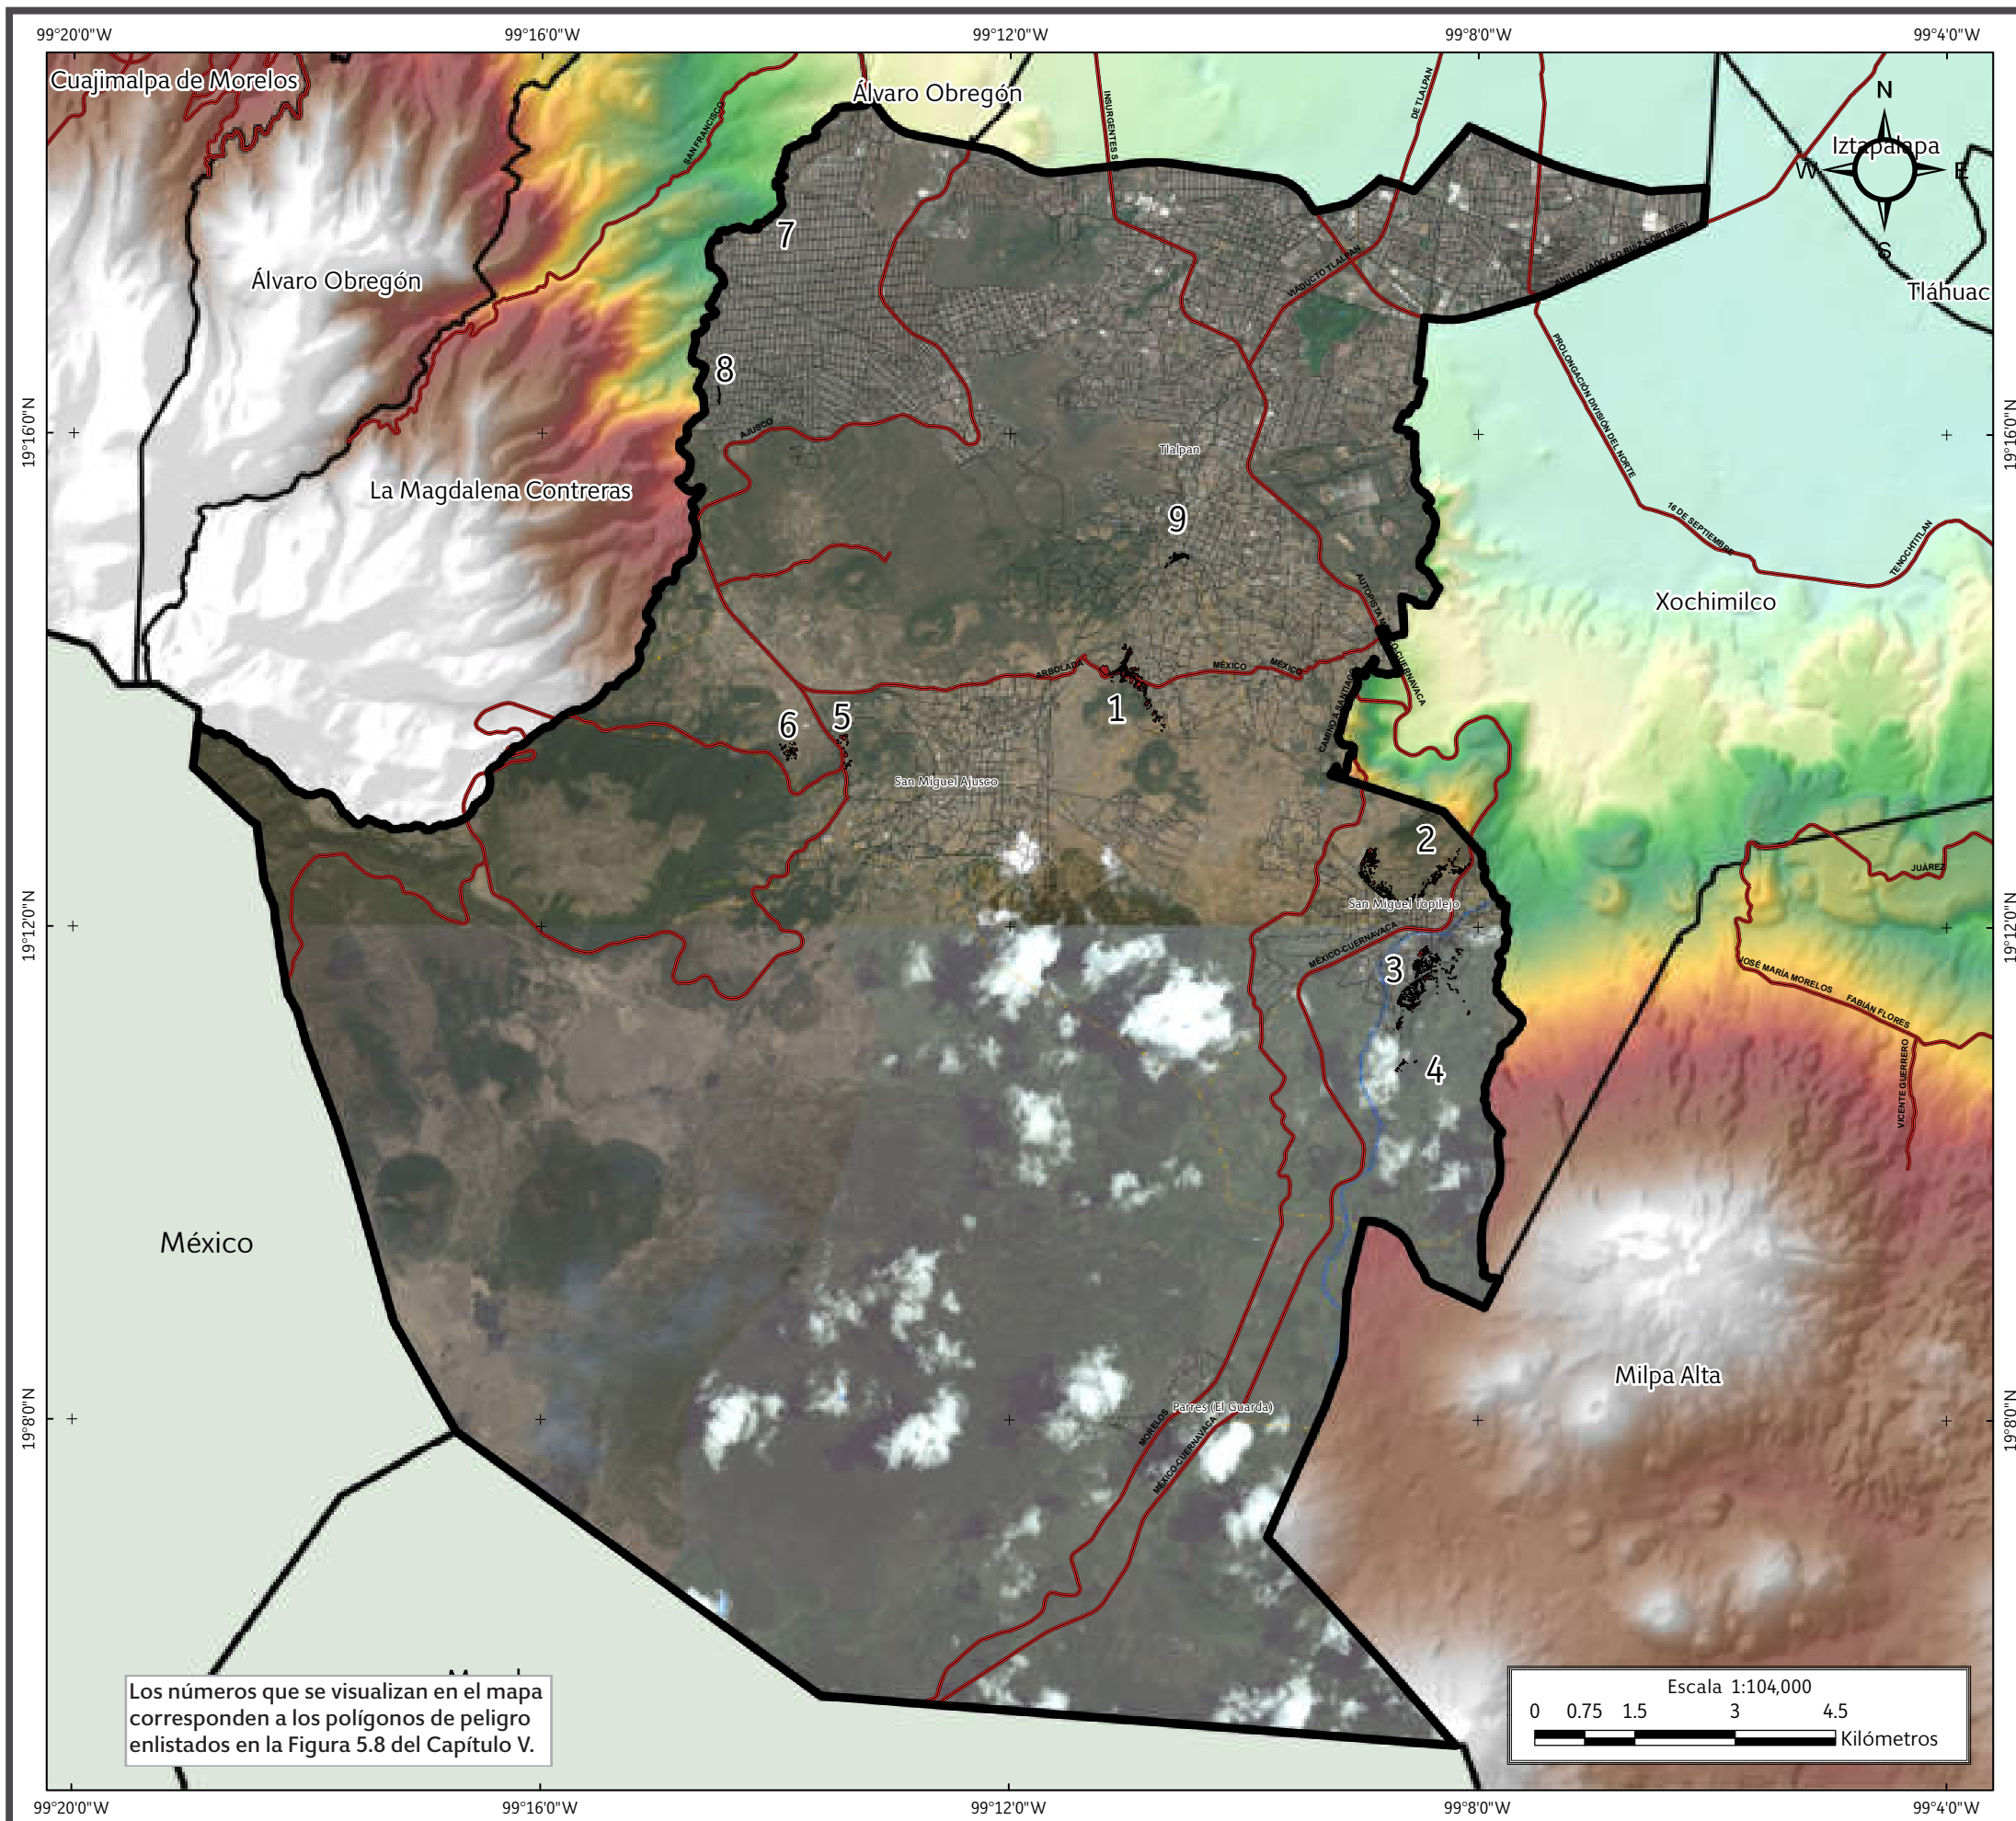 99°20'0"W
99°16'0"W
99°12'0"W
99°8'0"W
99°4'0"W
Cuajimalpa de Morelos
Álvaro Obregón
INSURGENTES S
DE TLALPAN
SAN FRANCISCO
N
Iztapalapa
W
E
S
7
ANILLO (ADOLFO RUIZ CORTINES)
VIADUCTO TLALPAN
Álvaro Obregón
Tláhuac
8
PROLONGACIÓN DIVISIÓN DEL NORTE
AJUSCO
19°16'0"N
19°16'0"N
Tlalpan
La Magdalena Contreras
9
16 DE SEPTIEMBRE
TENOCHTITLAN
Xochimilco
AUTOPISTA M
O-CUERNAVACA
ARBOLADA
MÉXICO
MÉXICO
CAMINO A SANTIAGO
1
5
6
San Miguel Ajusco
2
JUÁREZ
San Miguel Topilejo
19°12'0"N
19°12'0"N
MÉXICO-CUERNAVACA
3
JOSÉ MARÍA MORELOS
FABIÁN FLORES
4
VICENTE GUERRERO
México
Milpa Alta
Parres (El Guarda)
19°8'0"N
19°8'0"N
MORELOS
MÉXICO-CUERNAVACA
Los números que se visualizan en el mapa
corresponden a los polígonos de peligro
enlistados en la Figura 5.8 del Capítulo V.
Escala 1:104,000
0 0.75 1.5 3 4.5
Kilómetros
99°20'0"W
99°16'0"W
99°12'0"W
99°8'0"W
99°4'0"W